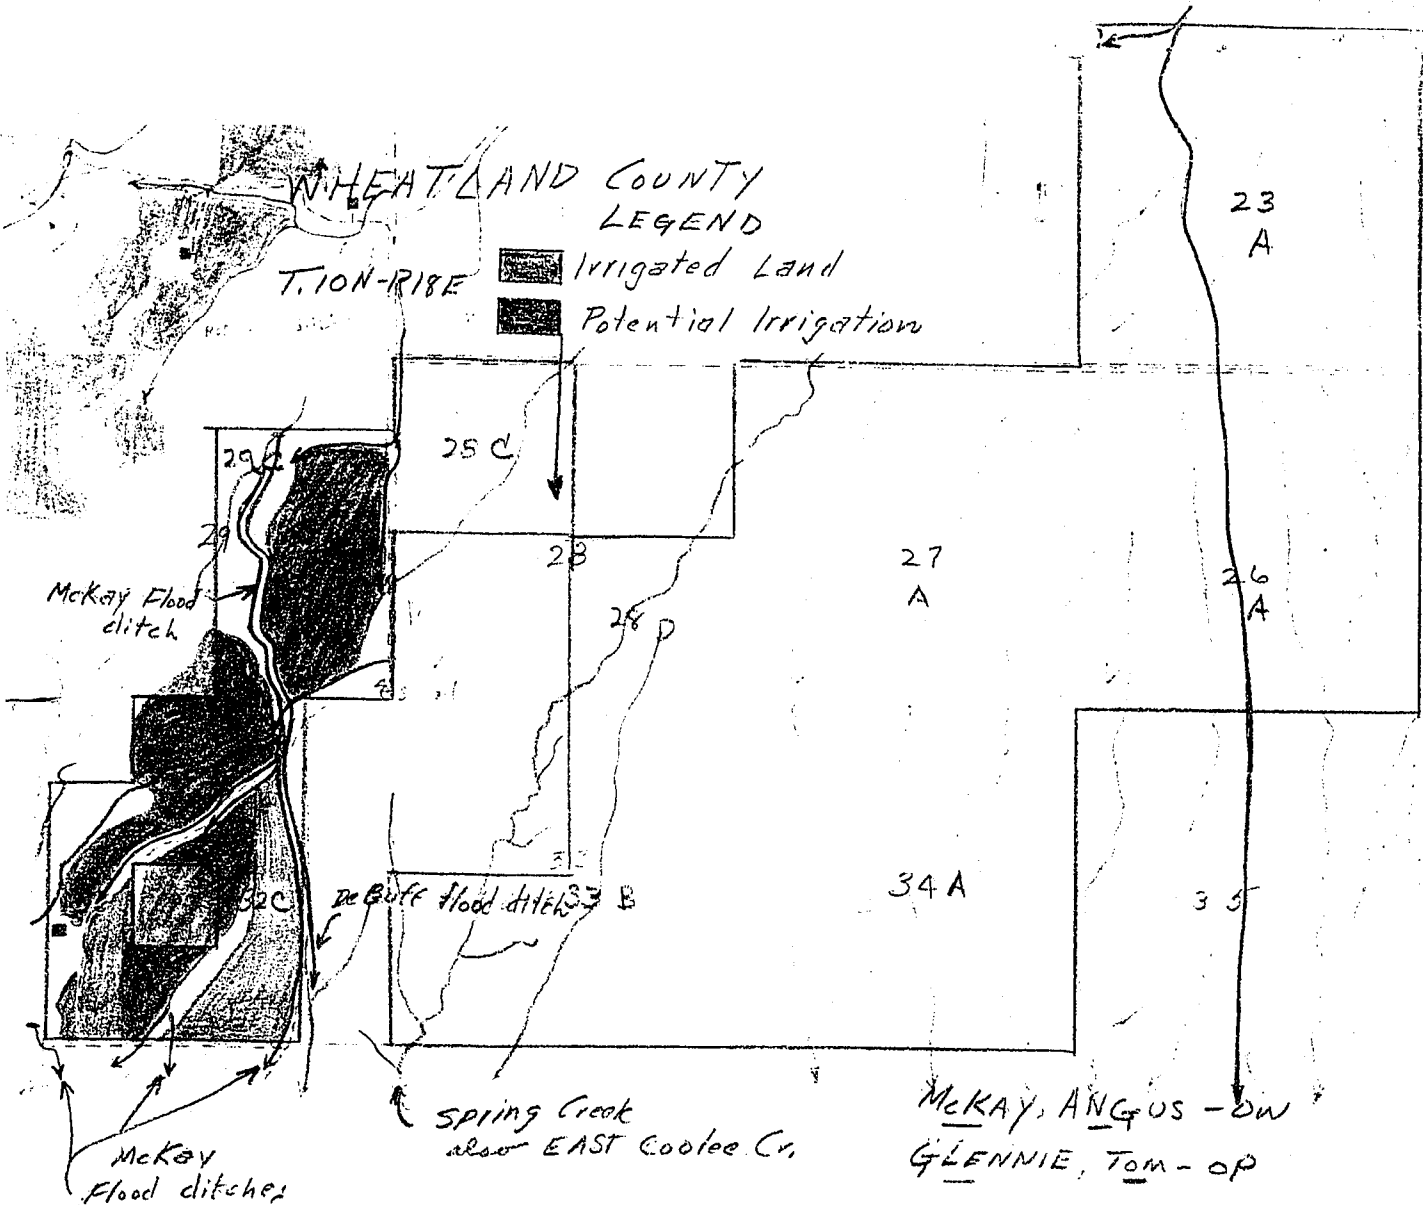 WHEATLAND COUNTY
LEGEND
T.10N-R18E
Irrigated Land
Potential Irrigation
23
A
29 C
25 C
29
28
27
A
26
A
McKay Flood
ditch
28 D
32C
DeBuff flood ditch
33 B
34 A
35
Spring Creek
also EAST Coolee Cr.
McKay
Flood ditches
McKAY, ANGUS - OW
GLENNIE, TOM - OP